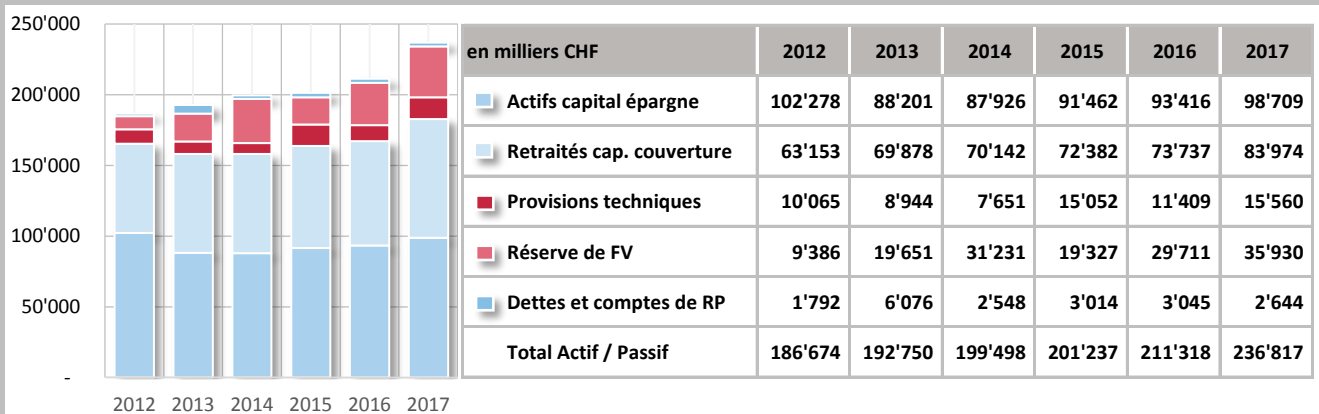 250'000
200'000
150'000
100'000
50'000
-
2012 2013 2014 2015 2016 2017
en milliers CHF 2012 2013 2014 2015 2016 2017
Actifs capital épargne 102'278 88'201 87'926 91'462 93'416 98'709
Retraités cap. couverture 63'153 69'878 70'142 72'382 73'737 83'974
Provisions techniques 10'065 8'944 7'651 15'052 11'409 15'560
Réserve de FV 9'386 19'651 31'231 19'327 29'711 35'930
Dettes et comptes de RP 1'792 6'076 2'548 3'014 3'045 2'644
Total Actif / Passif 186'674 192'750 199'498 201'237 211'318 236'817